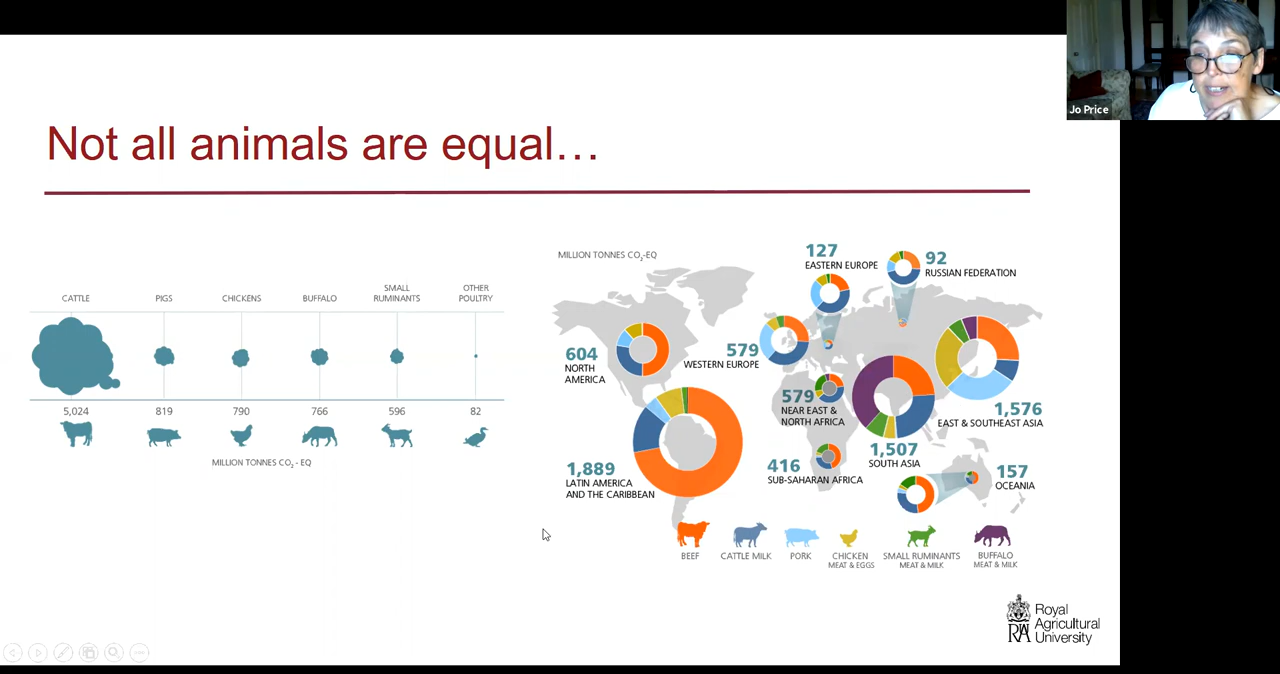 Jo Price
Not all animals are equal…
CATTLE
PIGS
CHICKENS
BUFFALO
SMALL
RUMINANTS
OTHER
POULTRY
5,024
819
790
766
596
82
MILLION TONNES CO2 - EQ
MILLION TONNES CO2-EQ
127
EASTERN EUROPE
92
RUSSIAN FEDERATION
604
NORTH
AMERICA
579
WESTERN EUROPE
579
NEAR EAST &
NORTH AFRICA
1,576
EAST & SOUTHEAST ASIA
1,889
LATIN AMERICA
AND THE CARIBBEAN
416
SUB-SAHARAN AFRICA
1,507
SOUTH ASIA
157
OCEANIA
BEEF
CATTLE MILK
PORK
CHICKEN
MEAT & EGGS
SMALL RUMINANTS
MEAT & MILK
BUFFALO
MEAT & MILK
RAU
Royal
Agricultural
University